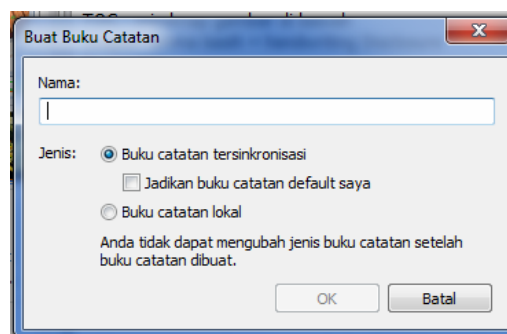 Buat Buku Catatan
Nama:
Jenis:
Buku catatan tersinkronisasi
Jadikan buku catatan default saya
Buku catatan lokal
Anda tidak dapat mengubah jenis buku catatan setelah
buku catatan dibuat.
OK
Batal